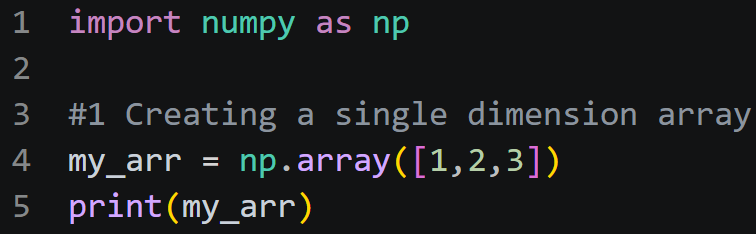 1 import numpy as np
2
3 #1 Creating a single dimension array
4 my_arr = np.array([1,2,3])
5 print(my_arr)